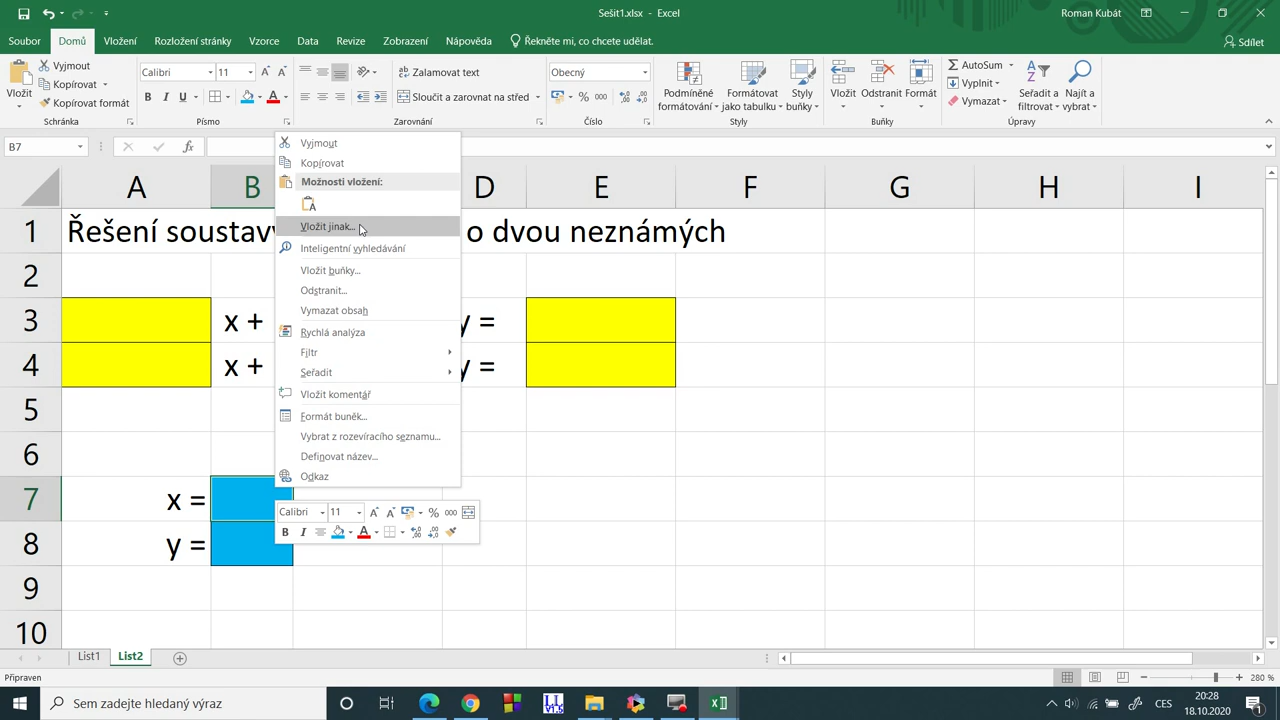 Sešit1.xlsx - Excel
Roman Kubát
Soubor Domů Vložení Rozložení stránky Vzorce Data Revize Zobrazení Nápověda Řekněte mi, co chcete udělat. Sdílet
Vložit
Vyjmout
Kopírovat
Kopírovat formát
Schránka
Calibri 11
B I U
Písmo
Zalamovat text
Sloučit a zarovnat na střed
Zarovnání
Obecný
% 000
Číslo
Podmíněné formátování
Formátovat jako tabulku
Styly buňky
Styly
Vložit Odstranit Formát
Buňky
AutoSum
Vyplnit
Vymazat
Seřadit a filtrovat
Najít a vybrat
Úpravy
B7
fx
A B D E F G H I
1 Řešení soustavy
o dvou neznámých
2
3 x + y =
4 x + y =
5
6
7 x =
8 y =
9
10
Vyjmout
Kopírovat
Možnosti vložení:
Vložit jinak...
Inteligentní vyhledávání
Vložit buňky...
Odstranit...
Vymazat obsah
Rychlá analýza
Filtr
Seřadit
Vložit komentář
Formát buněk...
Vybrat z rozevíracího seznamu...
Definovat název...
Odkaz
Calibri 11 A A % 000
B I A
List1 List2
Připraven
280 %
Sem zadejte hledaný výraz
CES
20:28
18.10.2020